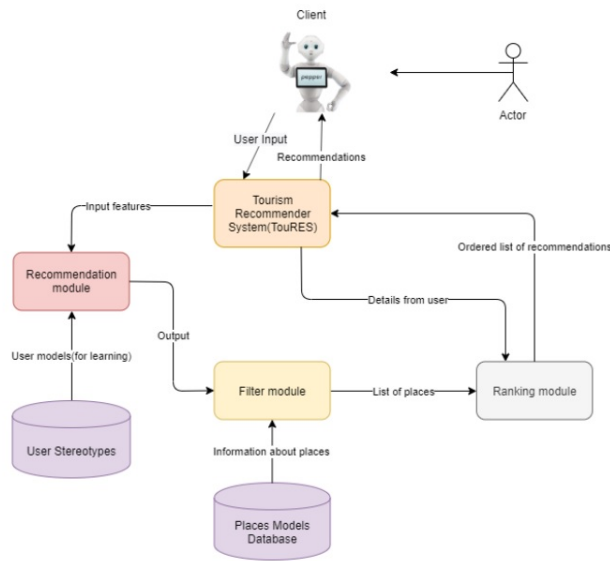 Client
pepper
Actor
User Input
Recommendations
Tourism
Recommender
System(TouRES)
Input features
Ordered list of recommendations
Recommendation
module
Details from user
Output
User models(for learning)
Filter module
List of places
Ranking module
User Stereotypes
Information about places
Places Models
Database